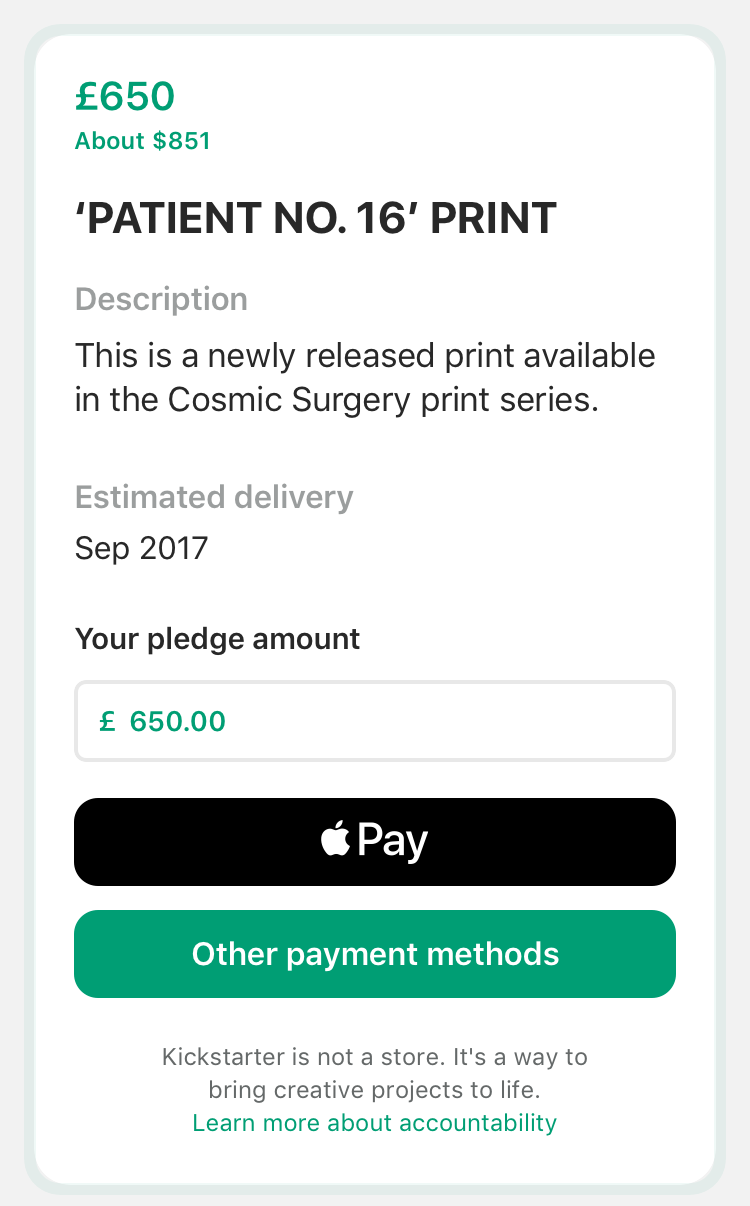 £650
About $851
‘PATIENT NO. 16’ PRINT
Description
This is a newly released print available
in the Cosmic Surgery print series.
Estimated delivery
Sep 2017
Your pledge amount
£ 650.00
Pay
Other payment methods
Kickstarter is not a store. It's a way to
bring creative projects to life.
Learn more about accountability